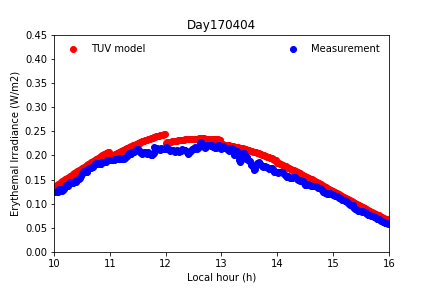 Day170404
TUV model
Measurement
Erythemal Irradiance (W/m2)
0.45
0.40
0.35
0.30
0.25
0.20
0.15
0.10
0.05
0.00
10 11 12 13 14 15 16
Local hour (h)